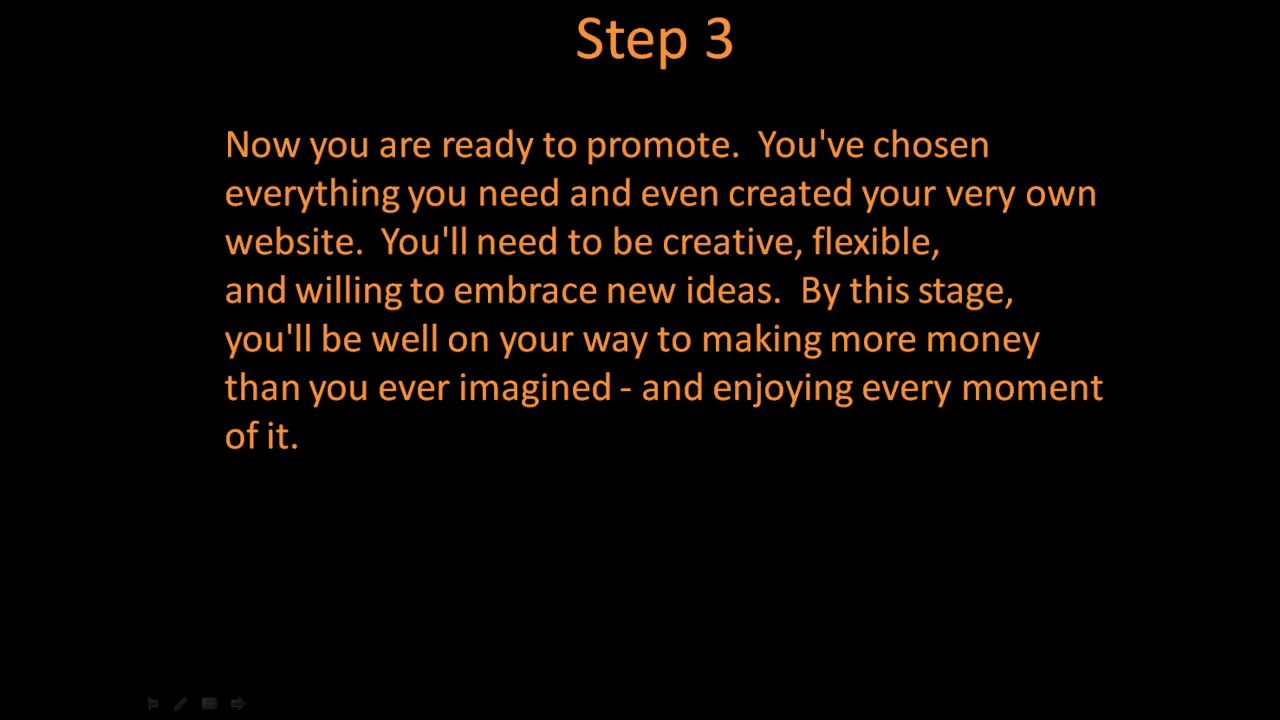 Step 3
Now you are ready to promote.  You've chosen
everything you need and even created your very own
website.  You'll need to be creative, flexible,
and willing to embrace new ideas.  By this stage,
you'll be well on your way to making more money
than you ever imagined - and enjoying every moment
of it.